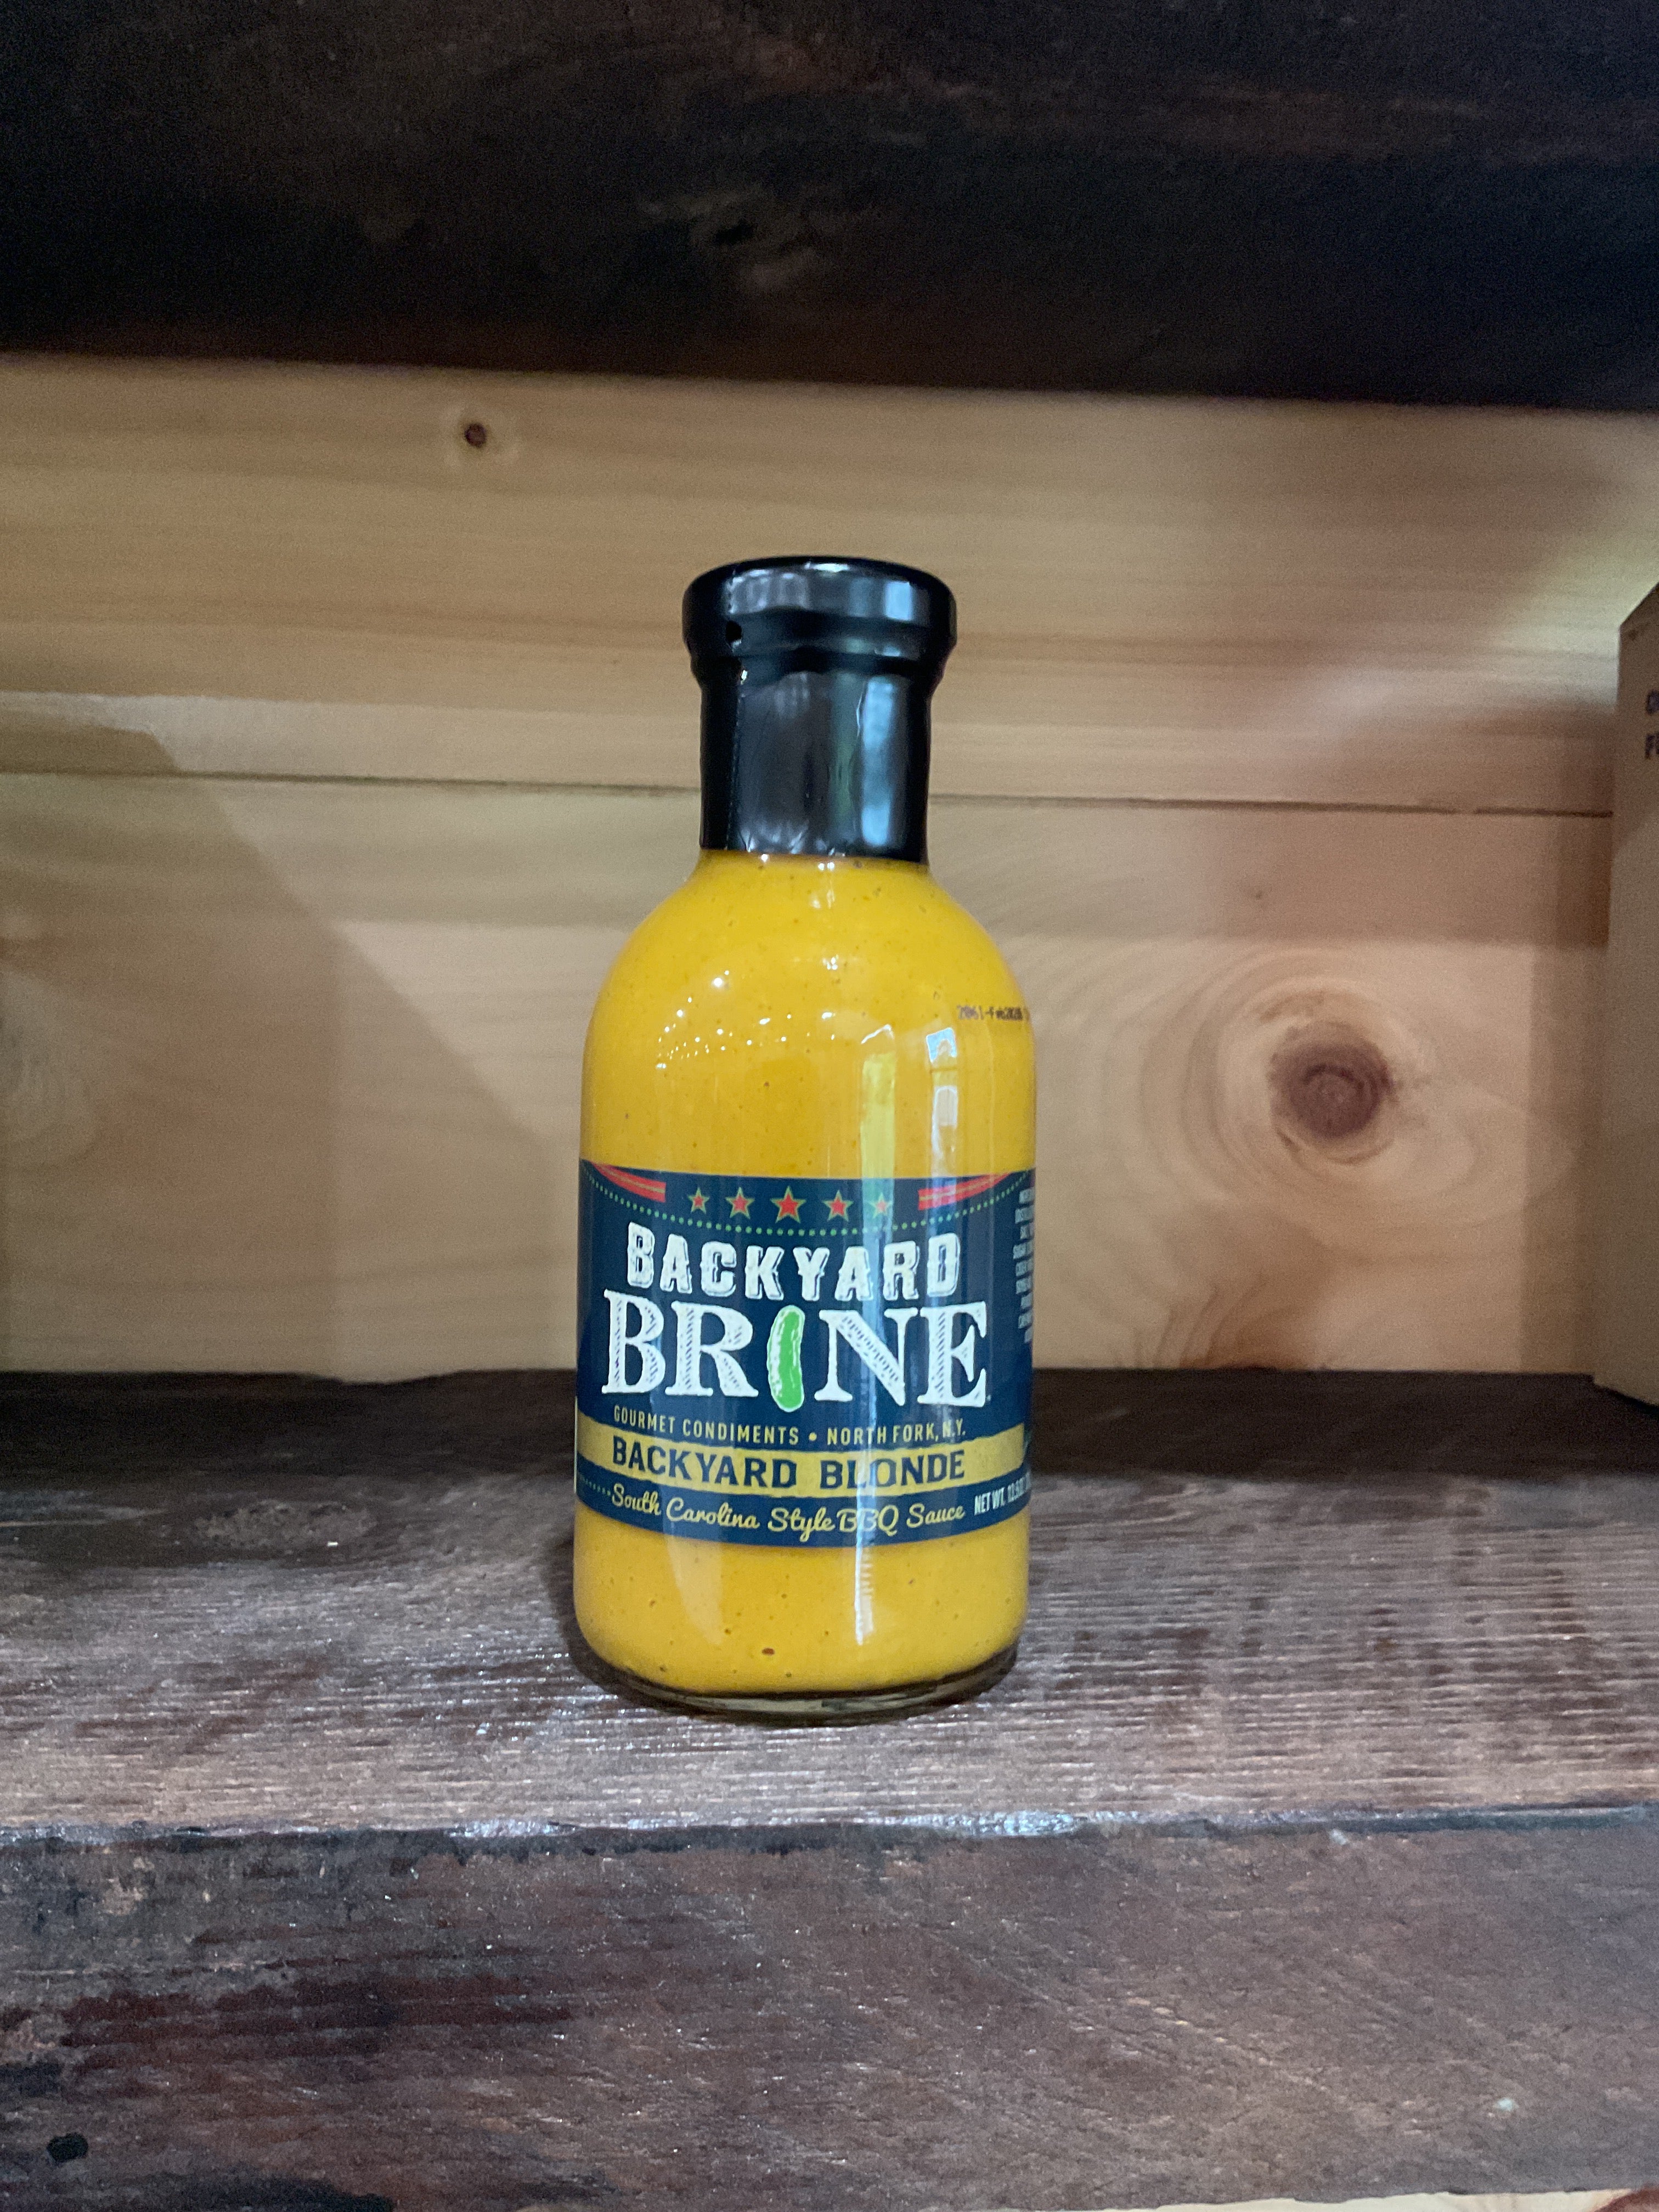 BACKYARD
BRINE
GOURMET CONDIMENTS • NORTH FORK, N.Y.
BACKYARD BLONDE
South Carolina Style BBQ Sauce
NET WT.